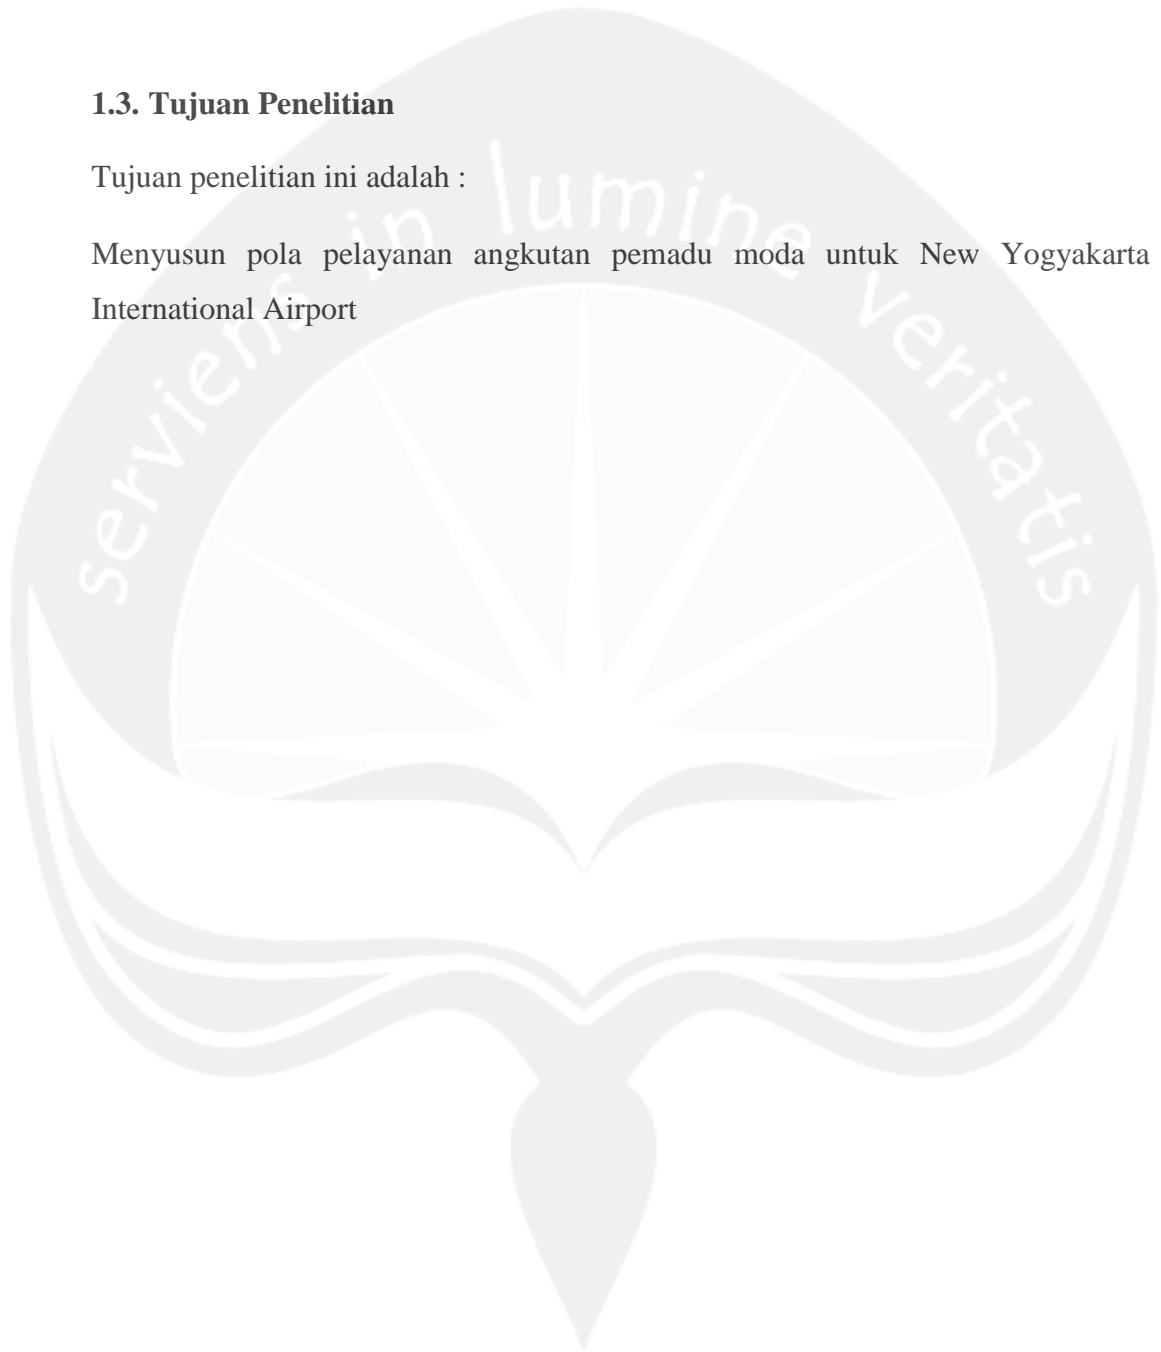 1.3. Tujuan Penelitian
Tujuan penelitian ini adalah :
Menyusun pola pelayanan angkutan pemadu moda untuk New Yogyakarta
International Airport
serviens in lumine veritatis